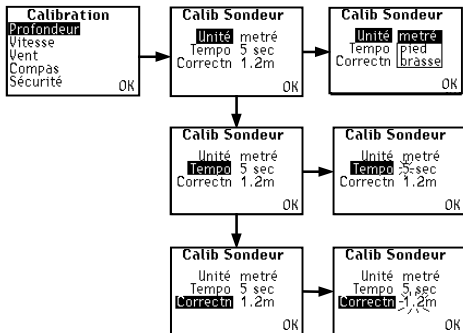 Calibration
Profondeur
Vitesse
Vent
Compas
Sécurité
OK
Calib Sondeur
Unité metré
Tempo 5 sec
Correctn 1.2m
OK
Calib Sondeur
Unité metré
Tempo pied
Correctn brasse
OK
Calib Sondeur
Unité metré
Tempo 5 sec
Correctn 1.2m
OK
Calib Sondeur
Unité metré
Tempo 5 sec
Correctn 1.2m
OK
Calib Sondeur
Unité metré
Tempo 5 sec
Correctn 1.2m
OK
Calib Sondeur
Unité metré
Tempo 5 sec
Correctn 1.2m
OK